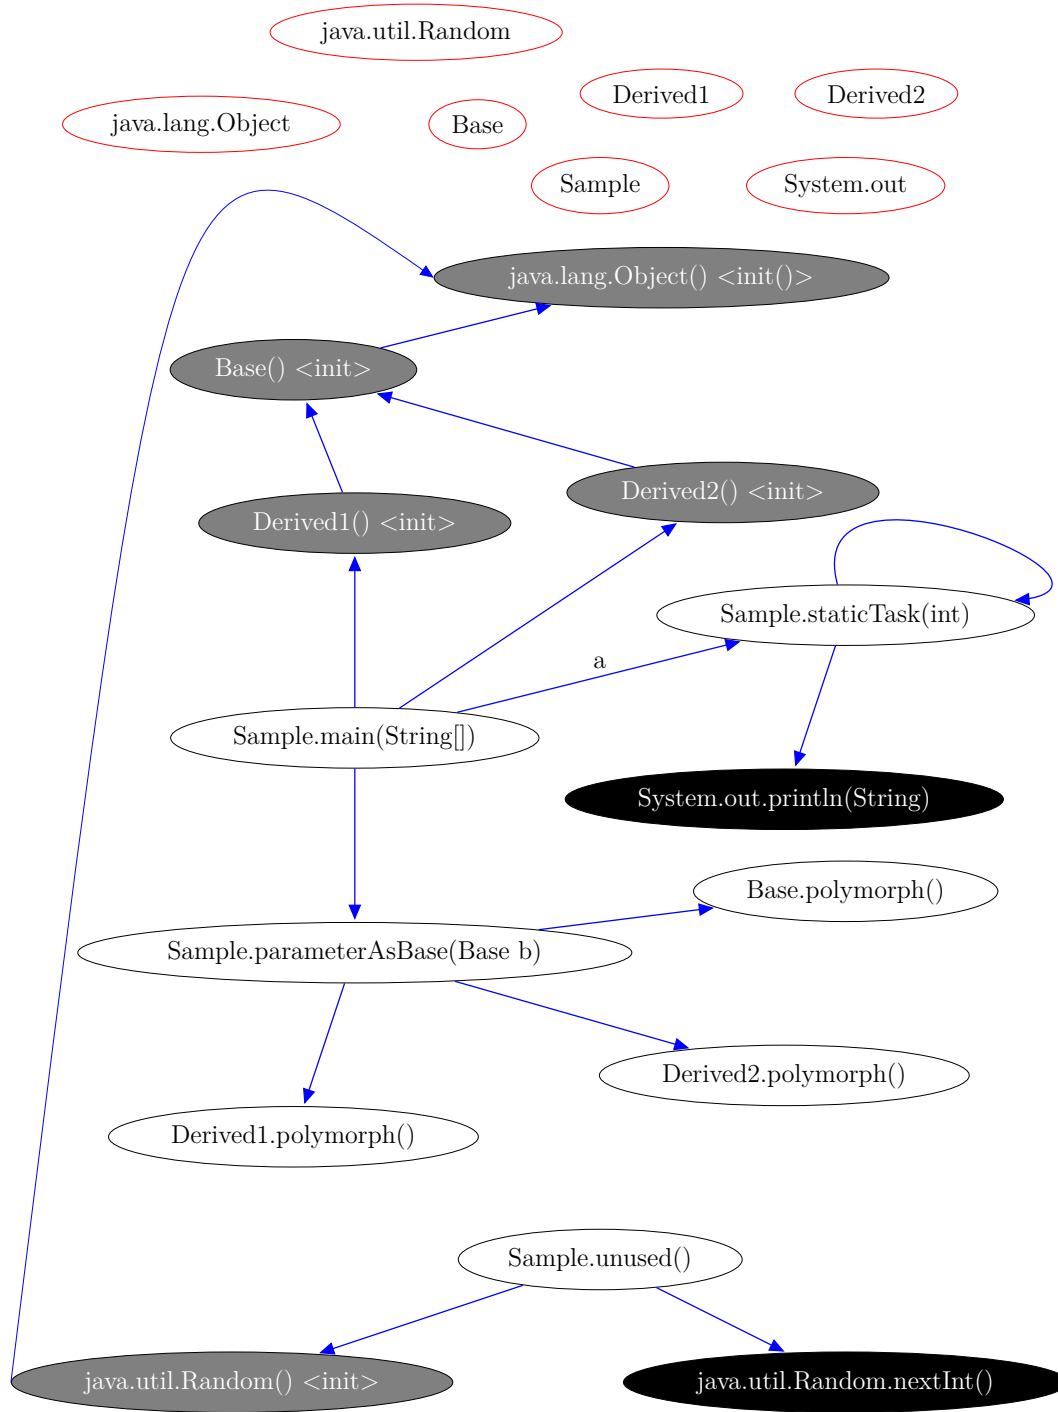 java.util.Random
Derived1
Derived2
java.lang.Object
Base
Sample
System.out
java.lang.Object() <init()>
Base() <init>
Derived2() <init>
Derived1() <init>
Sample.staticTask(int)
a
Sample.main(String[])
System.out.println(String)
Base.polymorph()
Sample.parameterAsBase(Base b)
Derived2.polymorph()
Derived1.polymorph()
Sample.unused()
java.util.Random() <init>
java.util.Random.nextInt()